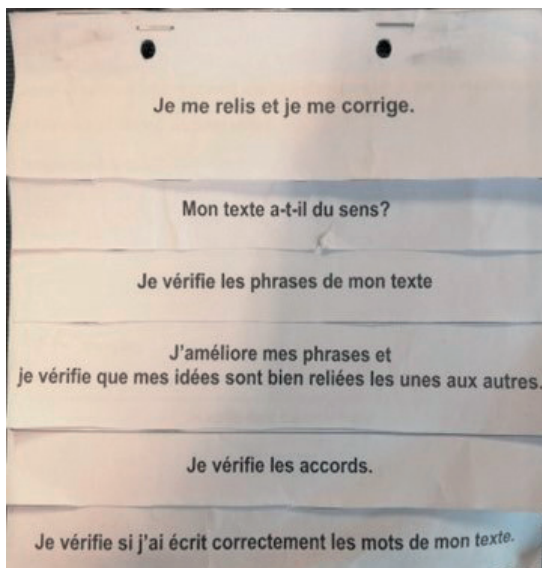 Je me relis et je me corrige.
Mon texte a-t-il du sens?
Je vérifie les phrases de mon texte
J'améliore mes phrases et
je vérifie que mes idées sont bien reliées les unes aux autres.
Je vérifie les accords.
Je vérifie si j'ai écrit correctement les mots de mon texte.